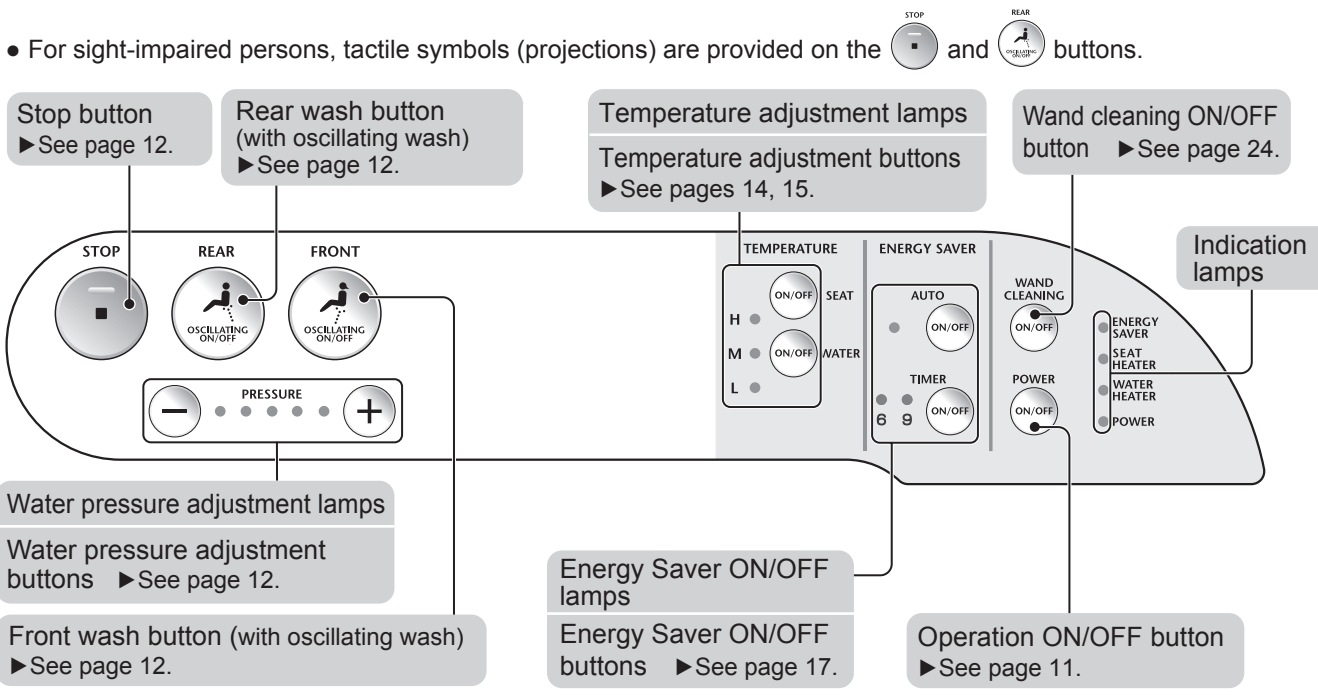 STOP
REAR
● For sight-impaired persons, tactile symbols (projections) are provided on the and OSCILLATING ON/OFF buttons.
Stop button
▶See page 12.
Rear wash button
(with oscillating wash)
▶See page 12.
Temperature adjustment lamps
Temperature adjustment buttons
▶See pages 14, 15.
Wand cleaning ON/OFF
button ▶See page 24.
Indication
lamps
STOP
REAR
OSCILLATING
ON/OFF
FRONT
OSCILLATING
ON/OFF
PRESSURE
− +
TEMPERATURE
ON/OFF SEAT
H
M ON/OFF WATER
L
ENERGY SAVER
AUTO
ON/OFF
TIMER
6 9 ON/OFF
WAND
CLEANING
ON/OFF
POWER
ON/OFF
ENERGY
SAVER
SEAT
HEATER
WATER
HEATER
POWER
Water pressure adjustment lamps
Water pressure adjustment
buttons ▶See page 12.
Front wash button (with oscillating wash)
▶See page 12.
Energy Saver ON/OFF
lamps
Energy Saver ON/OFF
buttons ▶See page 17.
Operation ON/OFF button
▶See page 11.